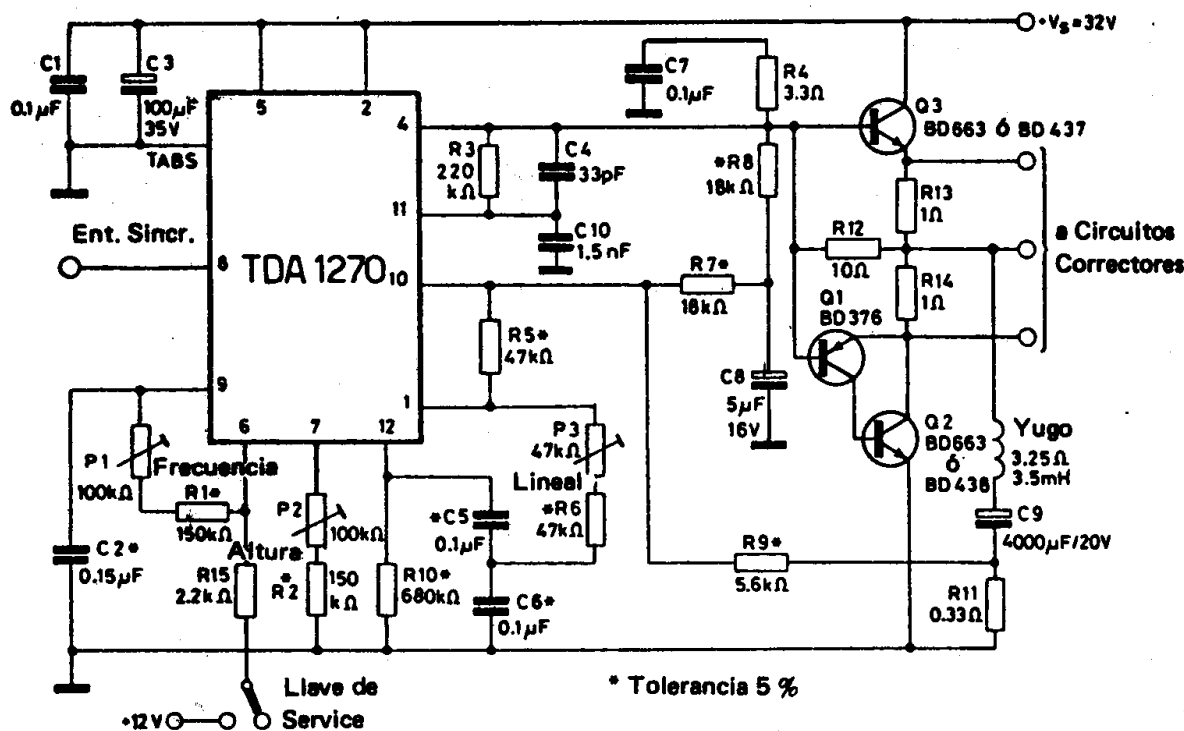 +Vs=32V
C1
0.1µF
C3
100µF
35V
TABS
5
2
4
11
10
1
8
9
6
7
12
TDA 1270
Ent. Sincr.
R3
220
kΩ
C4
33pF
C10
1.5nF
C7
0.1µF
R4
3.3Ω
*R8
18kΩ
R7*
18kΩ
R5*
47kΩ
C8
5µF
16V
Q3
BD663 Ó BD437
R13
1Ω
R12
10Ω
R14
1Ω
a Circuitos
Correctores
Q1
BD376
Q2
BD663
ó
BD438
Yugo
3.25Ω
3.5mH
C9
4000µF/20V
R9*
5.6kΩ
R11
0.33Ω
P1
100kΩ
Frecuencia
R1*
150kΩ
C2*
0.15µF
R15
2.2kΩ
P2
100kΩ
Altura
*
R2
150
kΩ
R10*
680kΩ
*C5
0.1µF
C6*
0.1µF
P3
47kΩ
Lineal
*R6
47kΩ
* Tolerancia 5 %
Llave de
Service
+12V